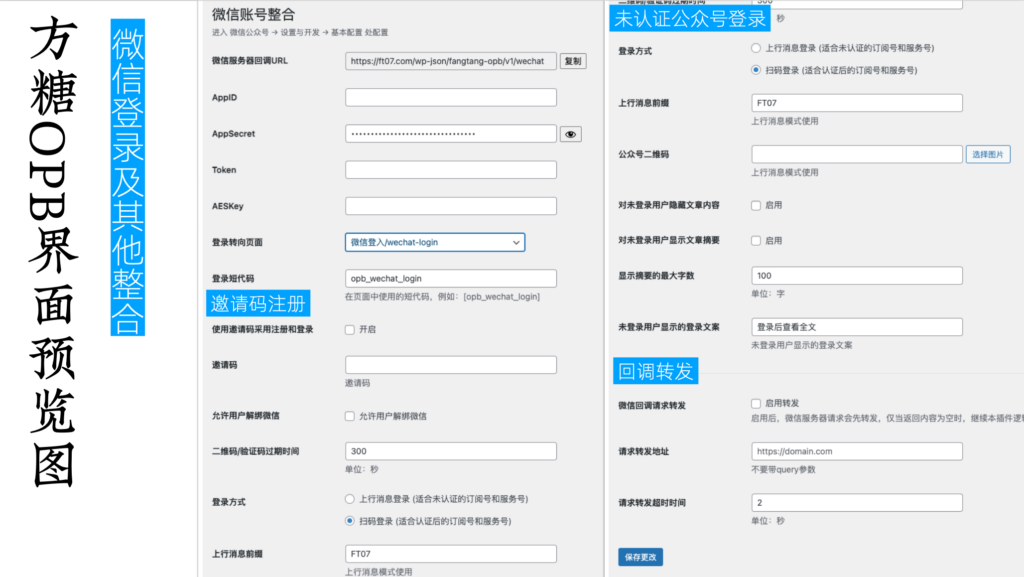 方糖OPB界面预览图
微信登录及其他整合
微信账号整合
进入 微信公众号 → 设置与开发 → 基本配置 处配置
微信服务器回调URL
https://ft07.com/wp-json/fangtang-opb/v1/wechat
复制
AppID
AppSecret
••••••••••••••••••••••••••••••••
Token
AESKey
登录转向页面
微信登入/wechat-login
登录短代码
opb_wechat_login
在页面中使用的短代码，例如：[opb_wechat_login]
邀请码注册
使用邀请码采用注册和登录
开启
邀请码
邀请码
允许用户解绑微信
允许用户解绑微信
二维码/验证码过期时间
300
单位：秒
登录方式
上行消息登录 (适合未认证的订阅号和服务号)
扫码登录 (适合认证后的订阅号和服务号)
上行消息前缀
FT07
上行消息模式使用
二维码/验证码过期时间
300
未认证公众号登录
秒
登录方式
上行消息登录 (适合未认证的订阅号和服务号)
扫码登录 (适合认证后的订阅号和服务号)
上行消息前缀
FT07
上行消息模式使用
公众号二维码
选择图片
上行消息模式使用
对未登录用户隐藏文章内容
启用
对未登录用户显示文章摘要
启用
显示摘要的最大字数
100
单位：字
未登录用户显示的登录文案
登录后查看全文
未登录用户显示的登录文案
回调转发
微信回调请求转发
启用转发
启用后，微信服务器请求会先转发，仅当返回内容为空时，继续本插件逻辑
请求转发地址
https://domain.com
不要带query参数
请求转发超时时间
2
单位：秒
保存更改